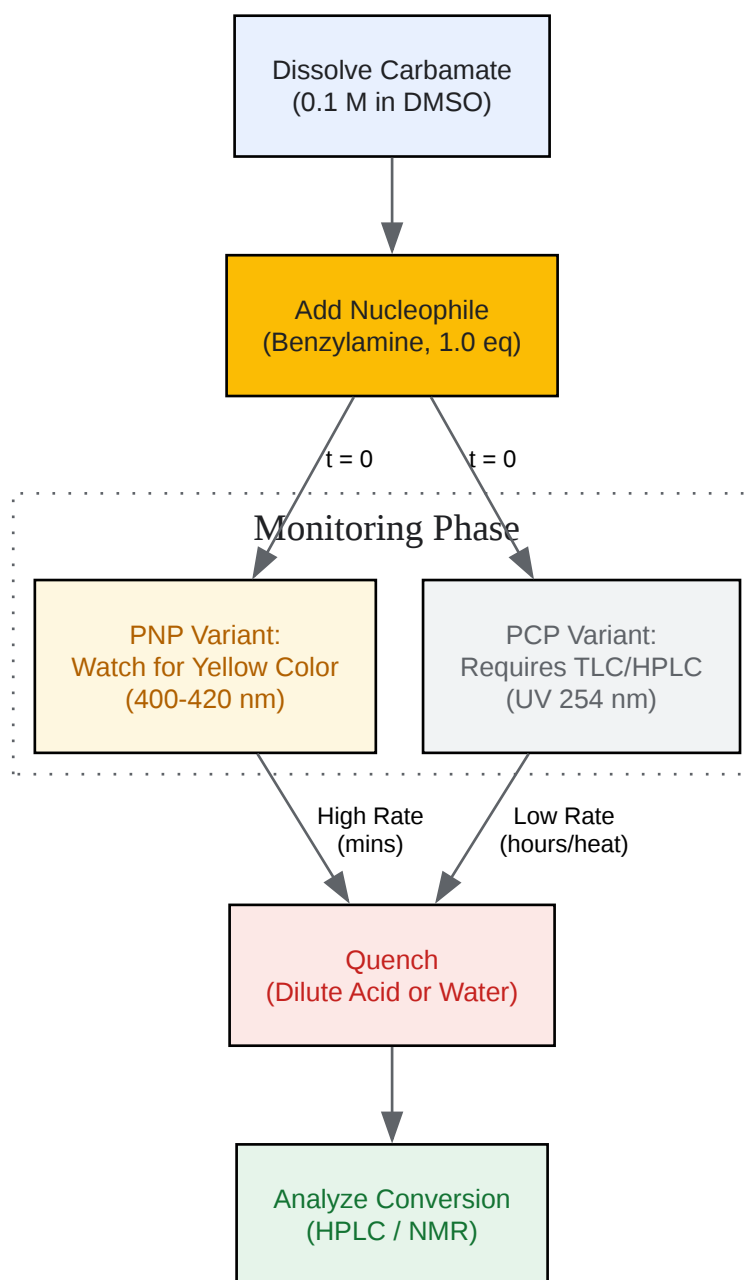 Dissolve Carbamate
(0.1 M in DMSO)
Add Nucleophile
(Benzylamine, 1.0 eq)
t = 0
t = 0
Monitoring Phase
PNP Variant:
Watch for Yellow Color
(400-420 nm)
PCP Variant:
Requires TLC/HPLC
(UV 254 nm)
High Rate
(mins)
Low Rate
(hours/heat)
Quench
(Dilute Acid or Water)
Analyze Conversion
(HPLC / NMR)